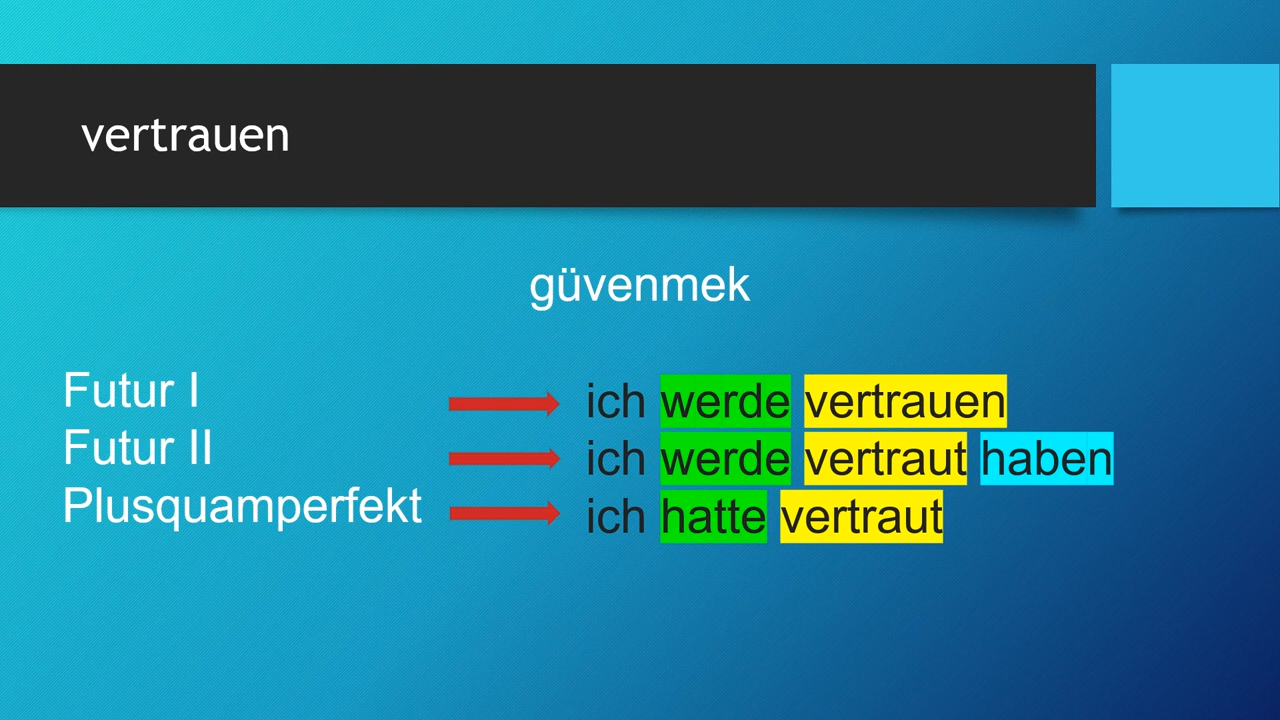 vertrauen
güvenmek
Futur I
ich werde vertrauen
Futur II
ich werde vertraut haben
Plusquamperfekt
ich hatte vertraut